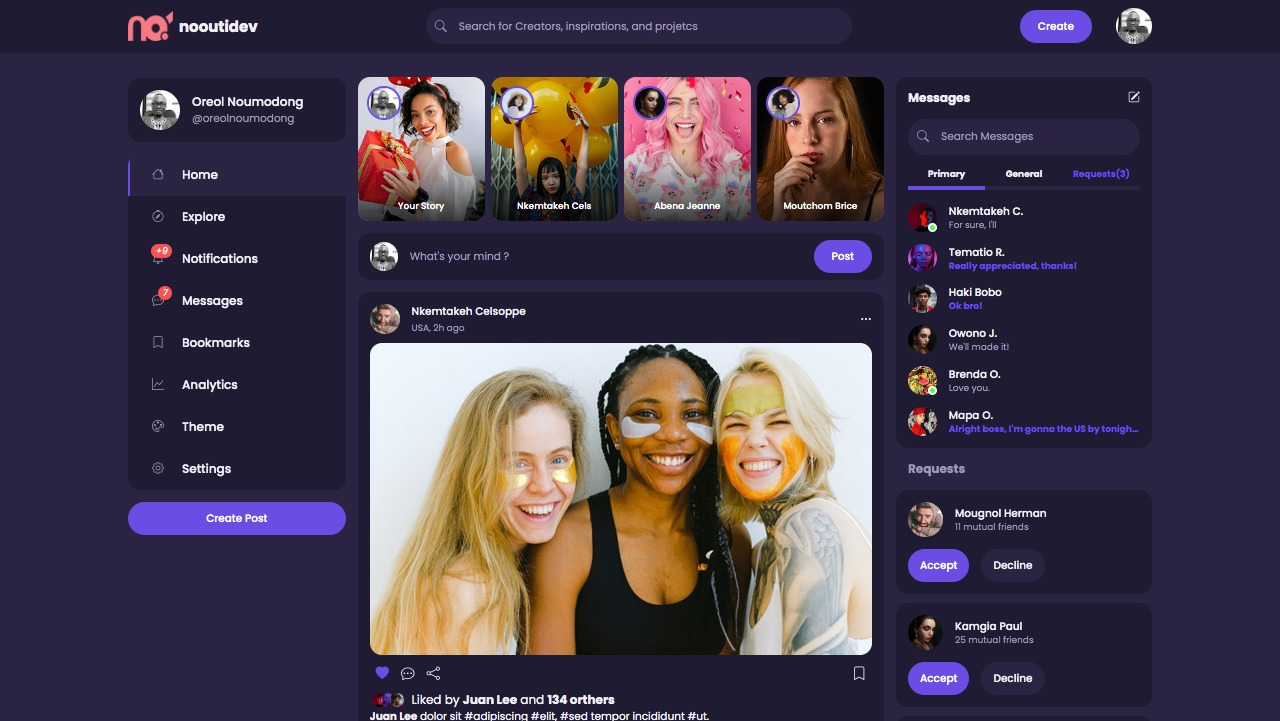 no! nooutidev
Search for Creators, inspirations, and projetcs
Create
Oreol Noumodong
@oreolnoumodong
Home
Explore
+9
Notifications
7
Messages
Bookmarks
Analytics
Theme
Settings
Create Post
Your Story
Nkemtakeh Cels
Abena Jeanne
Moutchom Brice
What's your mind ?
Post
Nkemtakeh Celsoppe
USA, 2h ago
Liked by Juan Lee and 134 orthers
Juan Lee dolor sit #adipiscing #elit, #sed tempor incididunt #ut.
Messages
Search Messages
Primary General Requests(3)
Nkemtakeh C.
For sure, I'll
Tematio R.
Really appreciated, thanks!
Haki Bobo
Ok bro!
Owono J.
We'll made it!
Brenda O.
Love you.
Mapa O.
Alright boss, I'm gonna the US by tonigh...
Requests
Mougnol Herman
11 mutual friends
Accept Decline
Kamgia Paul
25 mutual friends
Accept Decline